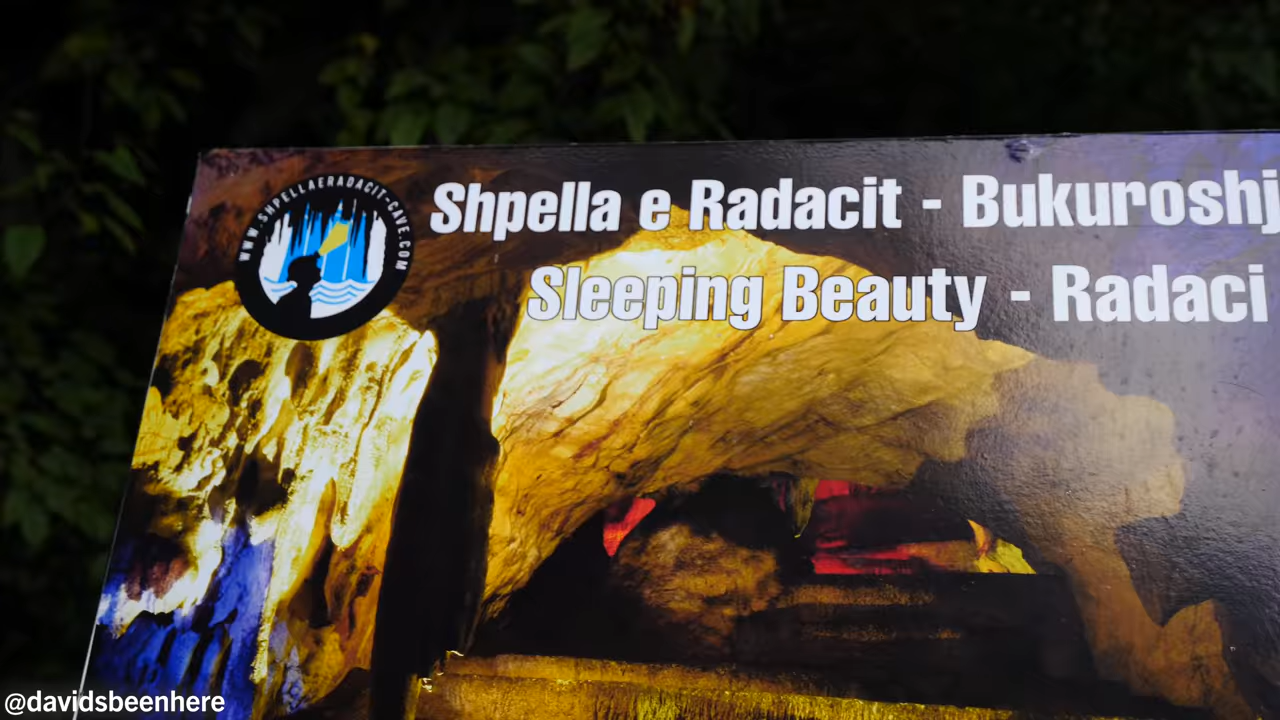 WWW.SHPELLAERADACIT-CAVE.COM
Shpella e Radacit - Bukuroshj
Sleeping Beauty - Radaci
@davidsbeenhere